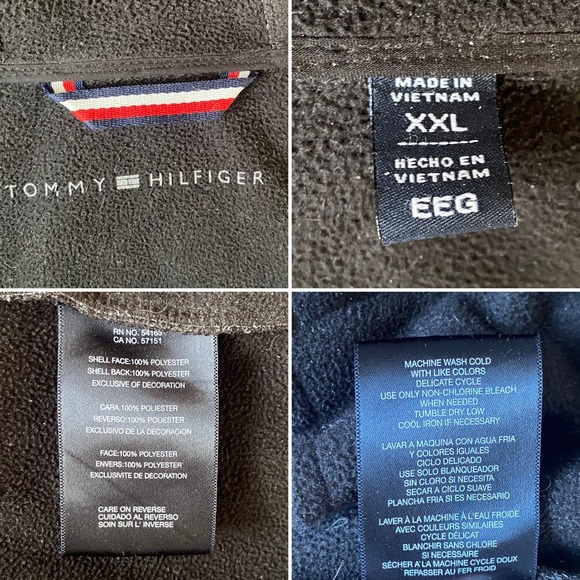 TOMMY HILFIGER
MADE IN
VIETNAM
XXL
HECHO EN
VIETNAM
EEG
RN NO. 54163
CA NO. 57151
SHELL FACE:100% POLYESTER
SHELL BACK:100% POLYESTER
EXCLUSIVE OF DECORATION
CARA:100% POLIESTER
REVERSO:100% POLIESTER
EXCLUSIVO DE LA DECORACION
FACE:100% POLYESTER
ENVERS:100% POLYESTER
EXCLUSIVITE DE DECORATION
CARE ON REVERSE
CUIDADO AL REVERSO
SOIN SUR L' INVERSE
MACHINE WASH COLD
WITH LIKE COLORS
DELICATE CYCLE
USE ONLY NON-CHLORINE BLEACH
WHEN NEEDED
TUMBLE DRY LOW
COOL IRON IF NECESSARY
LAVAR A MAQUINA CON AGUA FRIA
Y COLORES IGUALES
CICLO DELICADO
USE SOLO BLANQUEADOR
SIN CLORO SI NECESITA
SECAR A CICLO SUAVE
PLANCHA FRIA SI ES NECESARIO
LAVER À LA MACHINE À L'EAU FROIDE
AVEC COULEURS SIMILAIRES
CYCLE DÉLICAT
BLANCHIR SANS CHLORE
SI NÉCESSAIRE
SÉCHER À LA MACHINE CYCLE DOUX
REPASSER AU FER FROID